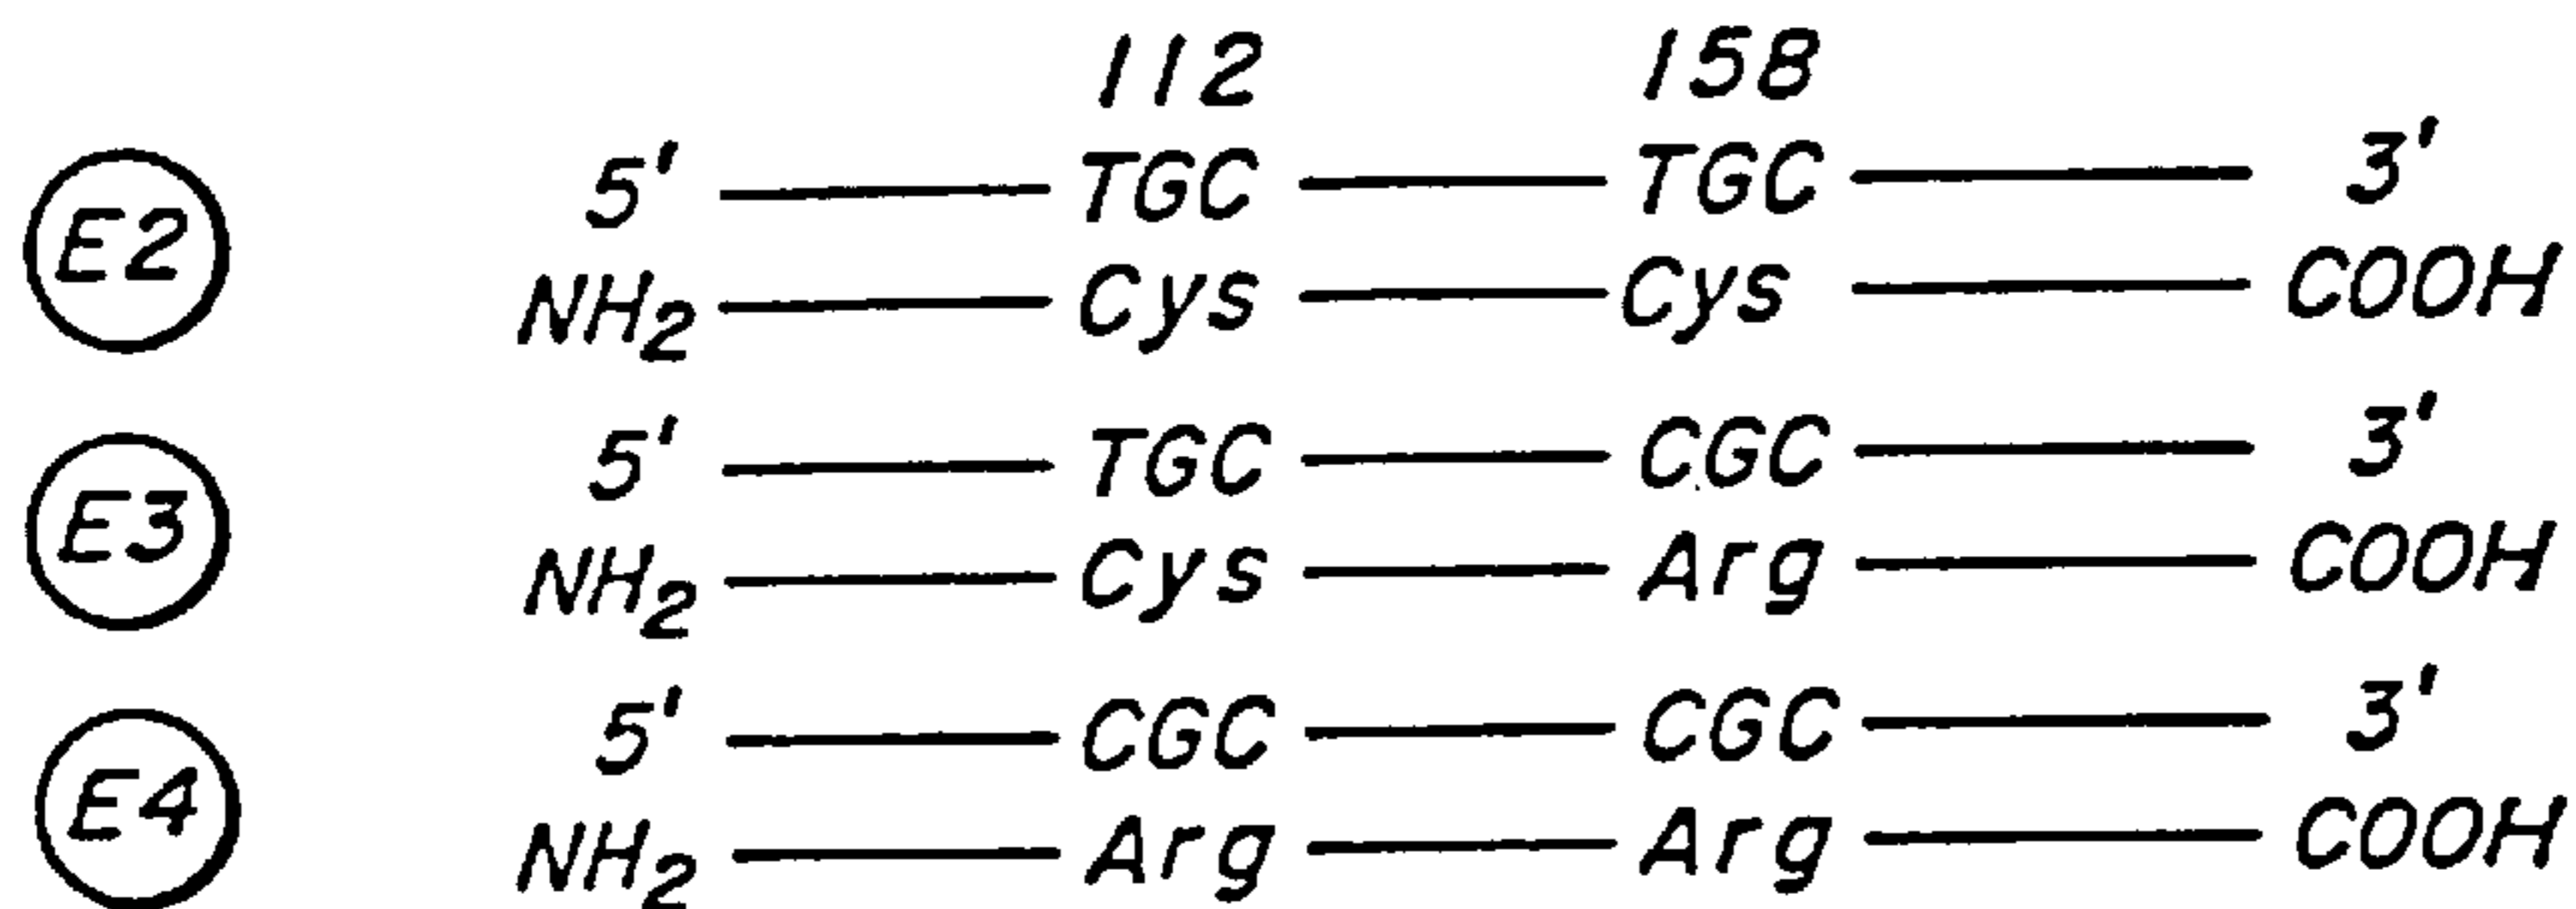 112 158
5' TGC TGC 3'
E2
NH2 Cys Cys COOH
5' TGC CGC 3'
E3
NH2 Cys Arg COOH
5' CGC CGC 3'
E4
NH2 Arg Arg COOH